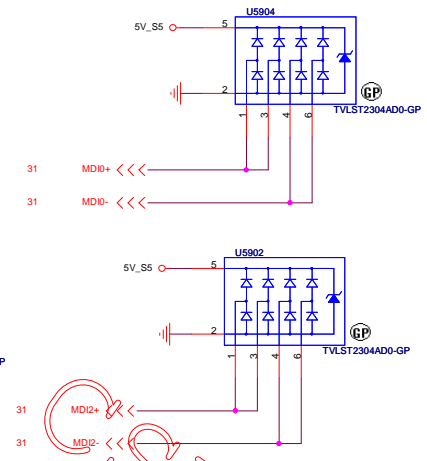 U5904
5V_S5
5
2
GP
TVLST2304AD0-GP
1
3
4
6
31 MDI0+
31 MDI0-
U5902
5V_S5
5
2
GP
TVLST2304AD0-GP
1
3
4
6
P
31 MDI2+
31 MDI2-